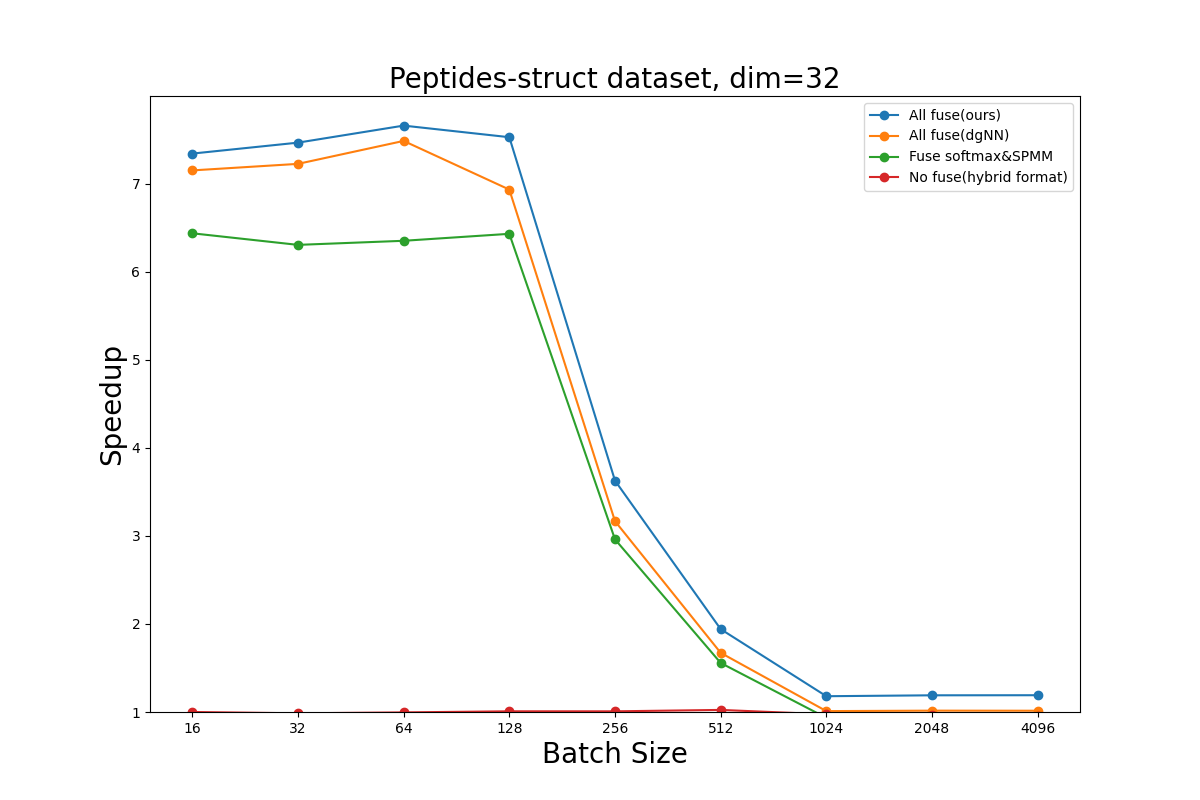 Peptides-struct dataset, dim=32
All fuse(ours)
All fuse(dgNN)
Fuse softmax&SPMM
No fuse(hybrid format)
Speedup
7
6
5
4
3
2
1
16 32 64 128 256 512 1024 2048 4096
Batch Size